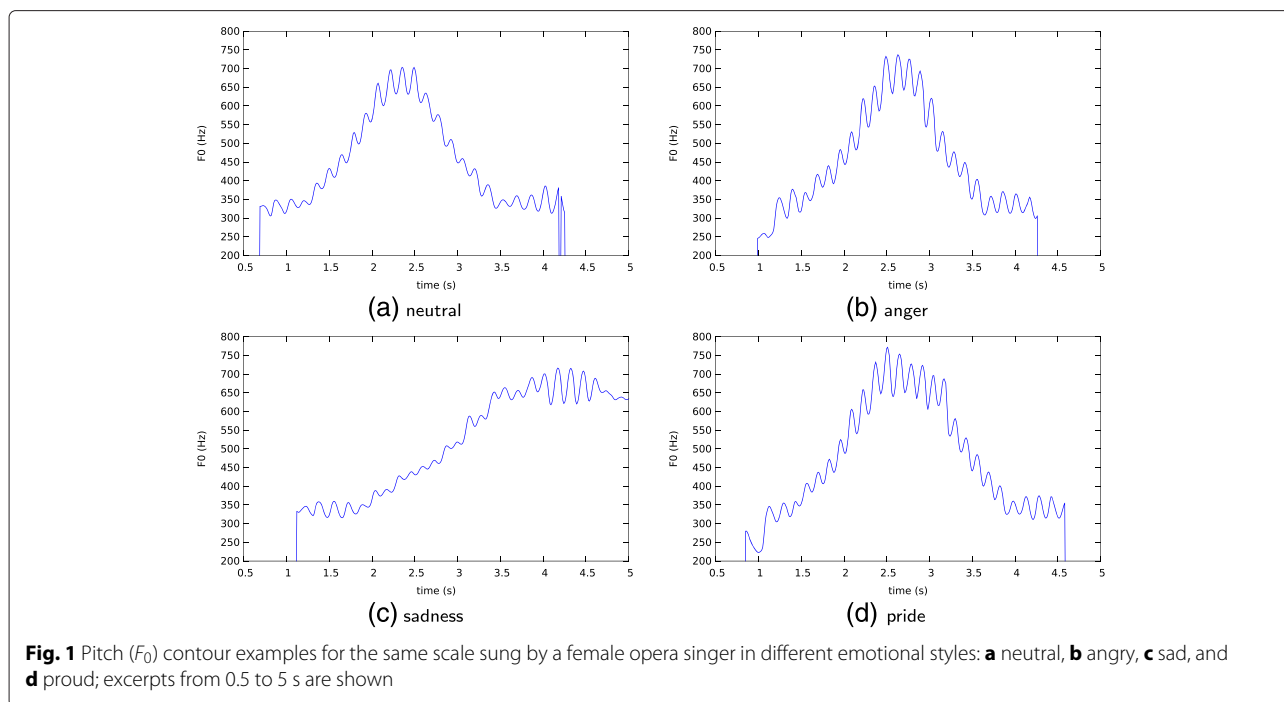 800
750
700
650
600
550
500
450
400
350
300
250
200
F0 (Hz)
0.5 1 1.5 2 2.5 3 3.5 4 4.5 5
time (s)
(a) neutral
800
750
700
650
600
550
500
450
400
350
300
250
200
F0 (Hz)
0.5 1 1.5 2 2.5 3 3.5 4 4.5 5
time (s)
(b) anger
800
750
700
650
600
550
500
450
400
350
300
250
200
F0 (Hz)
0.5 1 1.5 2 2.5 3 3.5 4 4.5 5
time (s)
(c) sadness
800
750
700
650
600
550
500
450
400
350
300
250
200
F0 (Hz)
0.5 1 1.5 2 2.5 3 3.5 4 4.5 5
time (s)
(d) pride
Fig. 1 Pitch (F0) contour examples for the same scale sung by a female opera singer in different emotional styles: a neutral, b angry, c sad, and
d proud; excerpts from 0.5 to 5 s are shown